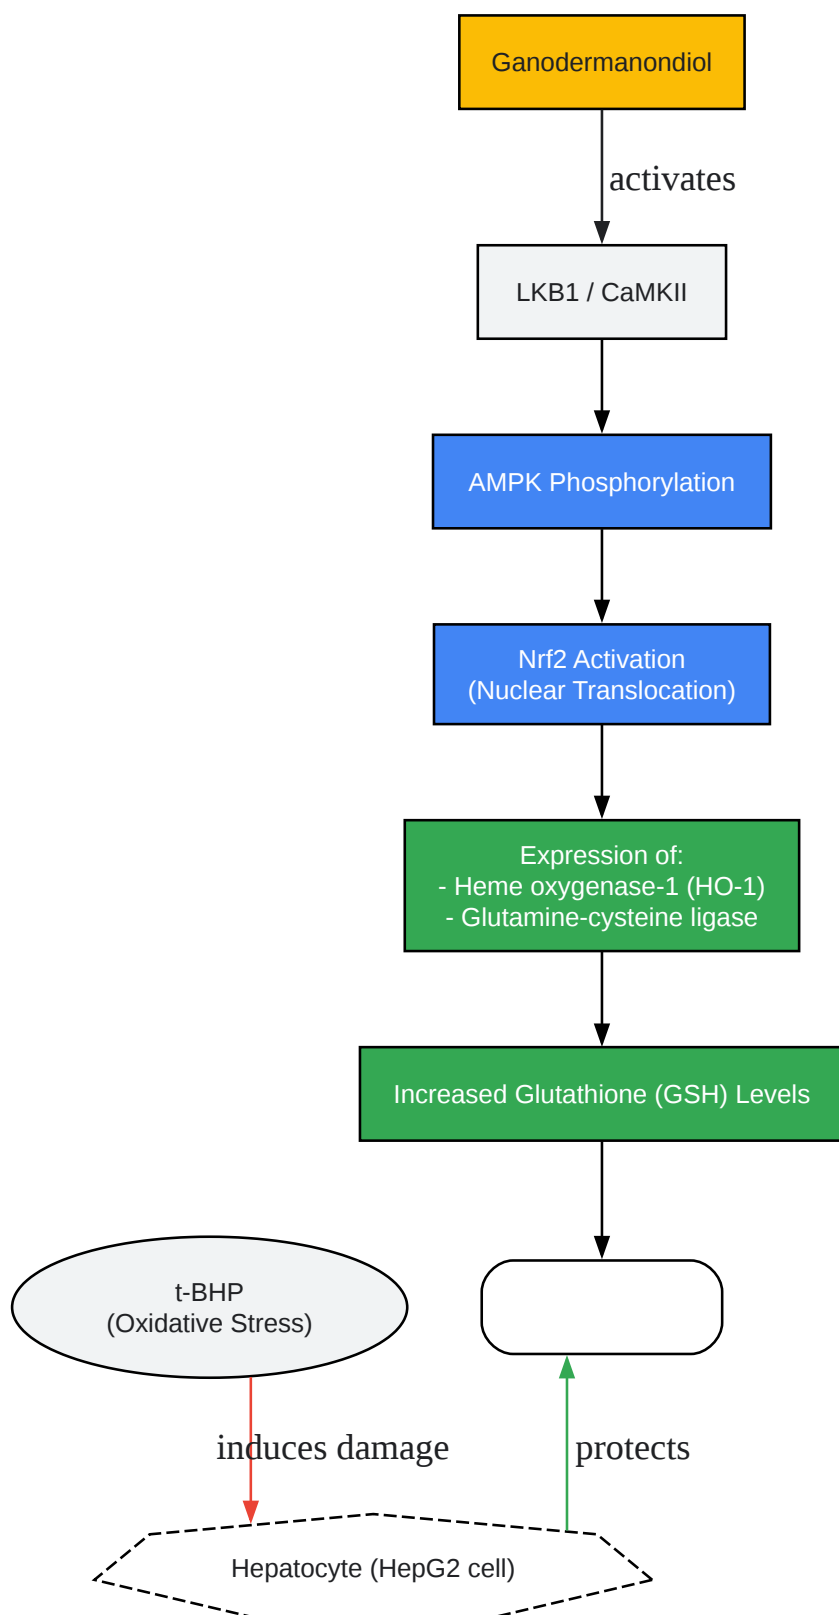 Ganodermanondiol
activates
LKB1 / CaMKII
AMPK Phosphorylation
Nrf2 Activation
(Nuclear Translocation)
Expression of:
- Heme oxygenase-1 (HO-1)
- Glutamine-cysteine ligase
Increased Glutathione (GSH) Levels
t-BHP
(Oxidative Stress)
induces damage
protects
Hepatocyte (HepG2 cell)